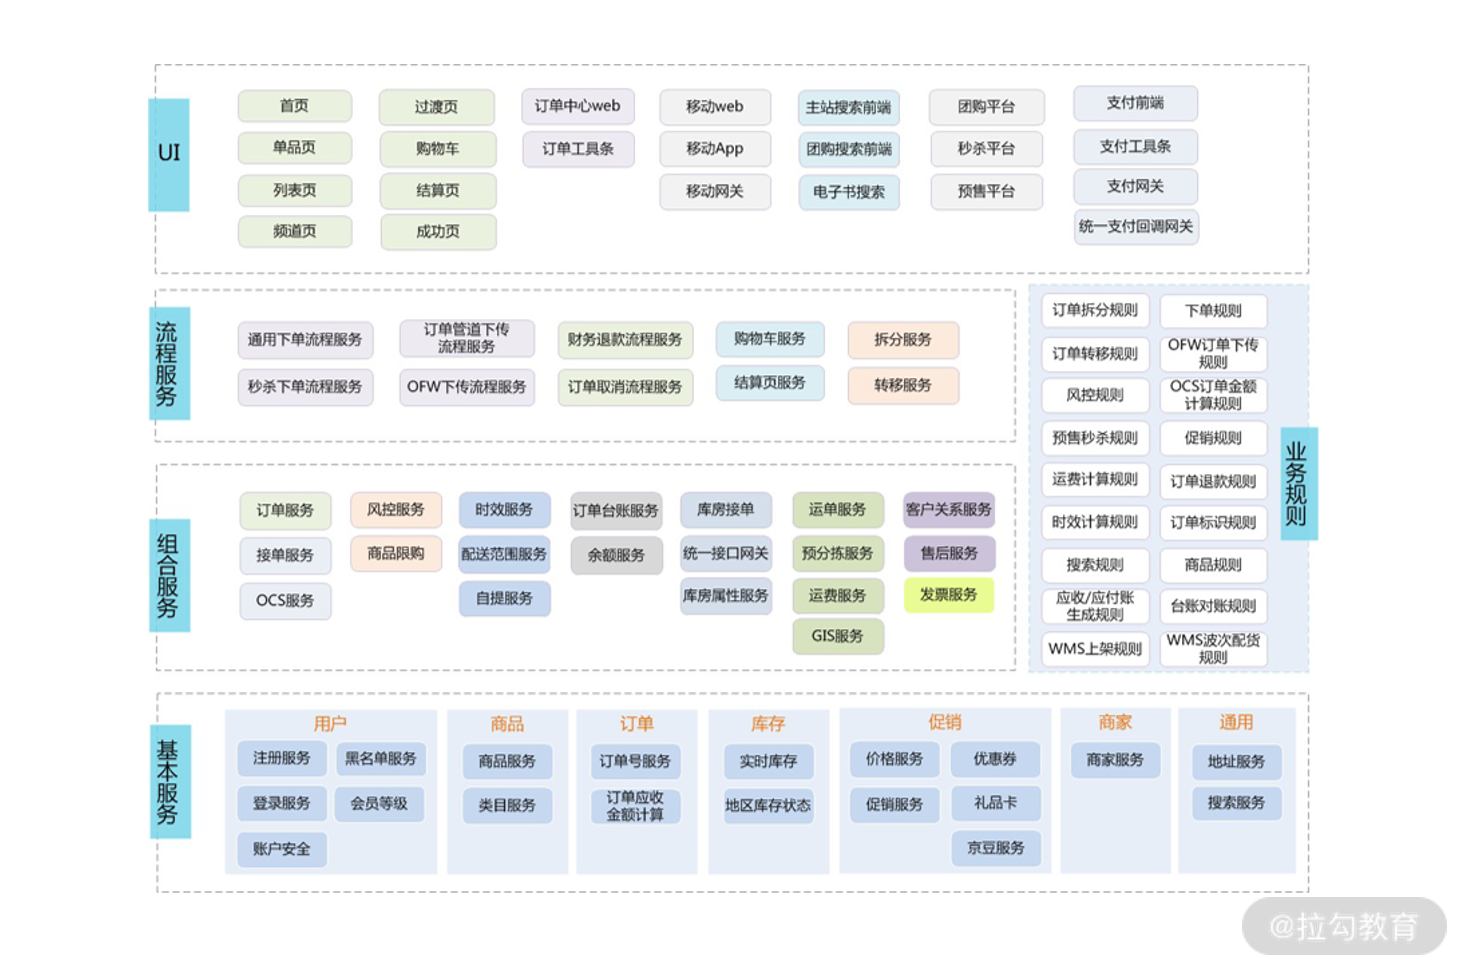 UI
首页
单品页
列表页
频道页
过渡页
购物车
结算页
成功页
订单中心web
订单工具条
移动web
移动App
移动网关
主站搜索前端
团购搜索前端
电子书搜索
团购平台
秒杀平台
预售平台
支付前端
支付工具条
支付网关
统一支付回调网关
流程服务
通用下单流程服务
秒杀下单流程服务
订单管道下传
流程服务
OFW下传流程服务
财务退款流程服务
订单取消流程服务
购物车服务
结算页服务
拆分服务
转移服务
组合服务
订单服务
接单服务
OCS服务
风控服务
商品限购
时效服务
配送范围服务
自提服务
订单台账服务
余额服务
库房接单
统一接口网关
库房属性服务
运单服务
预分拣服务
运费服务
GIS服务
客户关系服务
售后服务
发票服务
业务规则
订单拆分规则
下单规则
订单转移规则
OFW订单下传
规则
风控规则
OCS订单金额
计算规则
预售秒杀规则
促销规则
运费计算规则
订单退款规则
时效计算规则
订单标识规则
搜索规则
商品规则
应收/应付账
生成规则
台账对账规则
WMS上架规则
WMS波次配货
规则
基本服务
用户
注册服务
黑名单服务
登录服务
会员等级
账户安全
商品
商品服务
类目服务
订单
订单号服务
订单应收
金额计算
库存
实时库存
地区库存状态
促销
价格服务
优惠券
促销服务
礼品卡
京豆服务
商家
商家服务
通用
地址服务
搜索服务
@拉勾教育